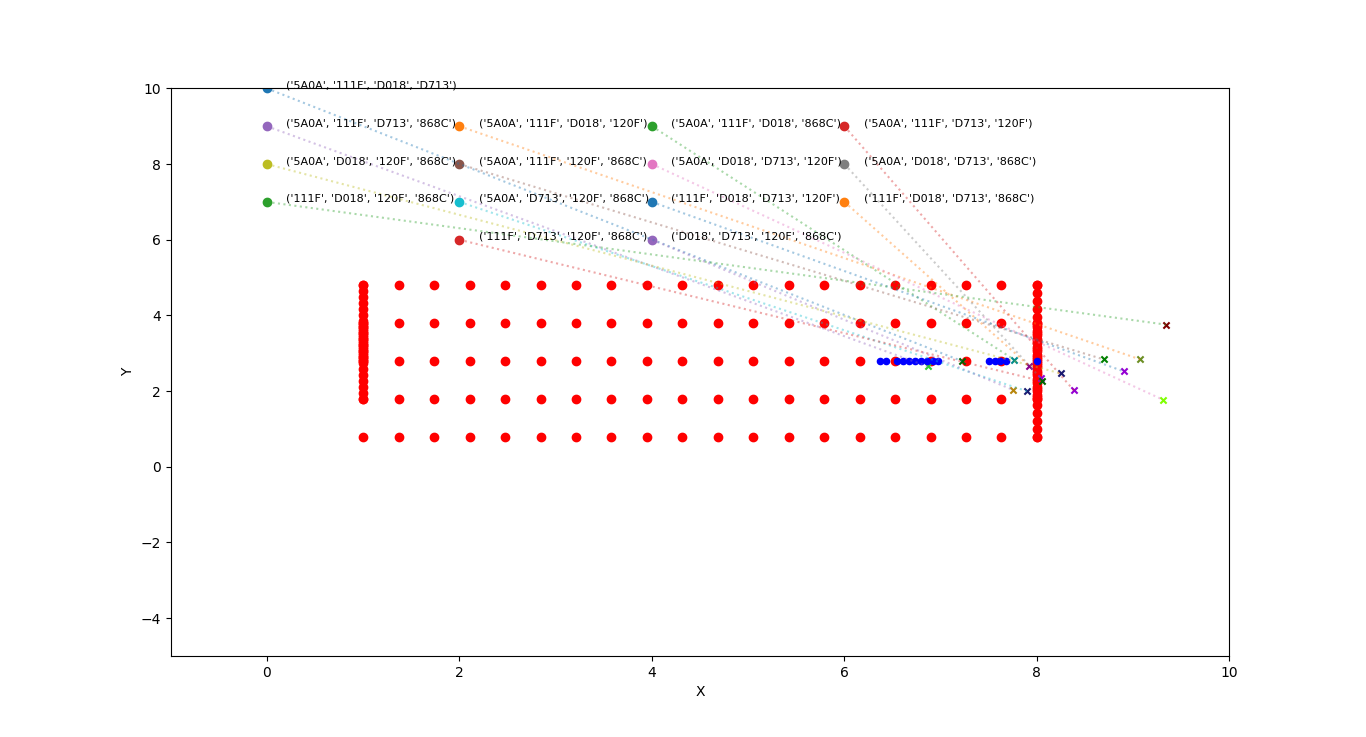 ('5A0A', '111F', 'D018', 'D713')
10
('5A0A', '111F', 'D713', '868C') ('5A0A', '111F', 'D018', '120F') ('5A0A', '111F', 'D018', '868C') ('5A0A', '111F', 'D713', '120F')
8
('5A0A', 'D018', '120F', '868C') ('5A0A', '111F', '120F', '868C') ('5A0A', 'D018', 'D713', '120F') ('5A0A', 'D018', 'D713', '868C')
('111F', 'D018', '120F', '868C') ('5A0A', 'D713', '120F', '868C') ('111F', 'D018', 'D713', '120F') ('111F', 'D018', 'D713', '868C')
6
('111F', 'D713', '120F', '868C') ('D018', 'D713', '120F', '868C')
4
Y
2
0
−2
−4
0 2 4 6 8 10
X